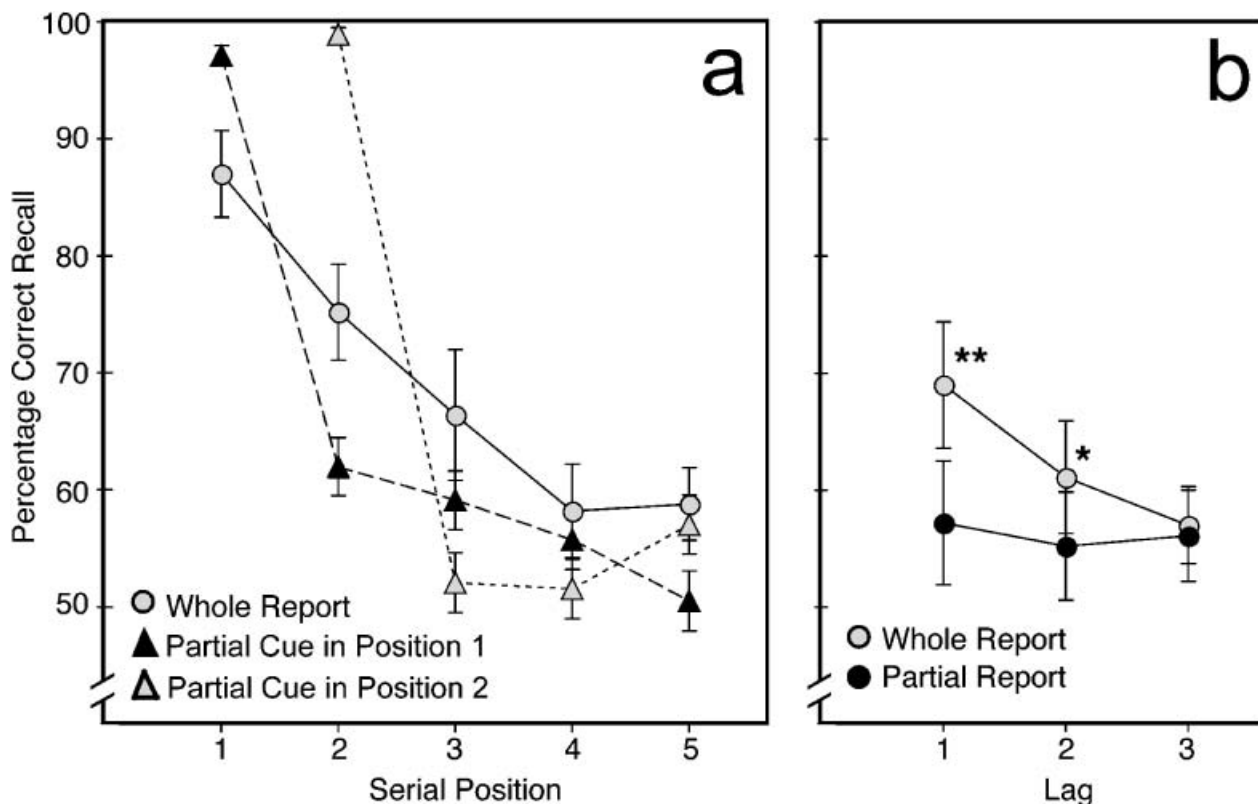 a
b
100
90
80
70
60
50
Percentage Correct Recall
Whole Report
Partial Cue in Position 1
Partial Cue in Position 2
1 2 3 4 5
Serial Position
**
*
Whole Report
Partial Report
1 2 3
Lag